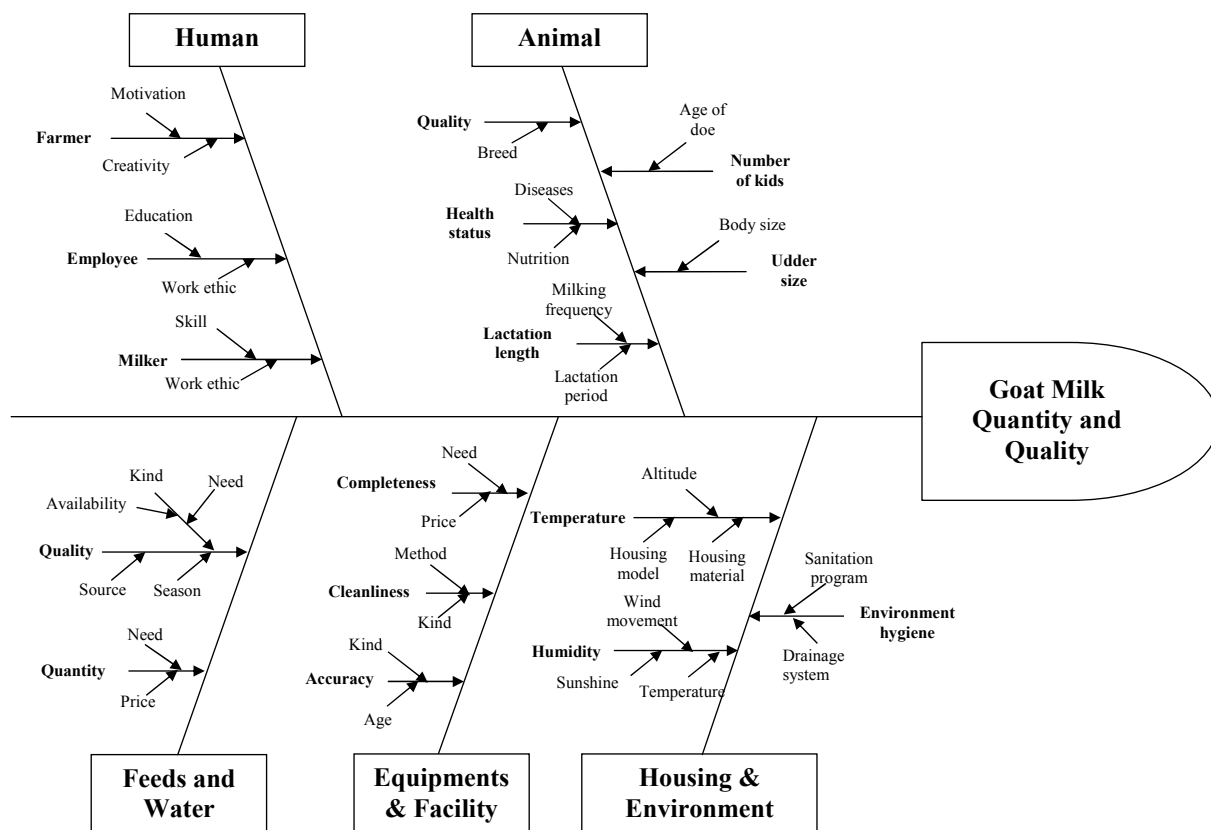 Human
Animal
Motivation
Farmer
Creativity
Education
Employee
Work ethic
Skill
Milker
Work ethic
Quality
Breed
Age of
doe
Number
of kids
Diseases
Health
status
Nutrition
Body size
Udder
size
Milking
frequency
Lactation
length
Lactation
period
Goat Milk
Quantity and
Quality
Kind
Need
Availability
Quality
Source
Season
Need
Quantity
Price
Need
Completeness
Price
Method
Cleanliness
Kind
Kind
Accuracy
Age
Altitude
Temperature
Housing
model
Housing
material
Wind
movement
Humidity
Sunshine
Temperature
Sanitation
program
Environment
hygiene
Drainage
system
Feeds and
Water
Equipments
& Facility
Housing &
Environment